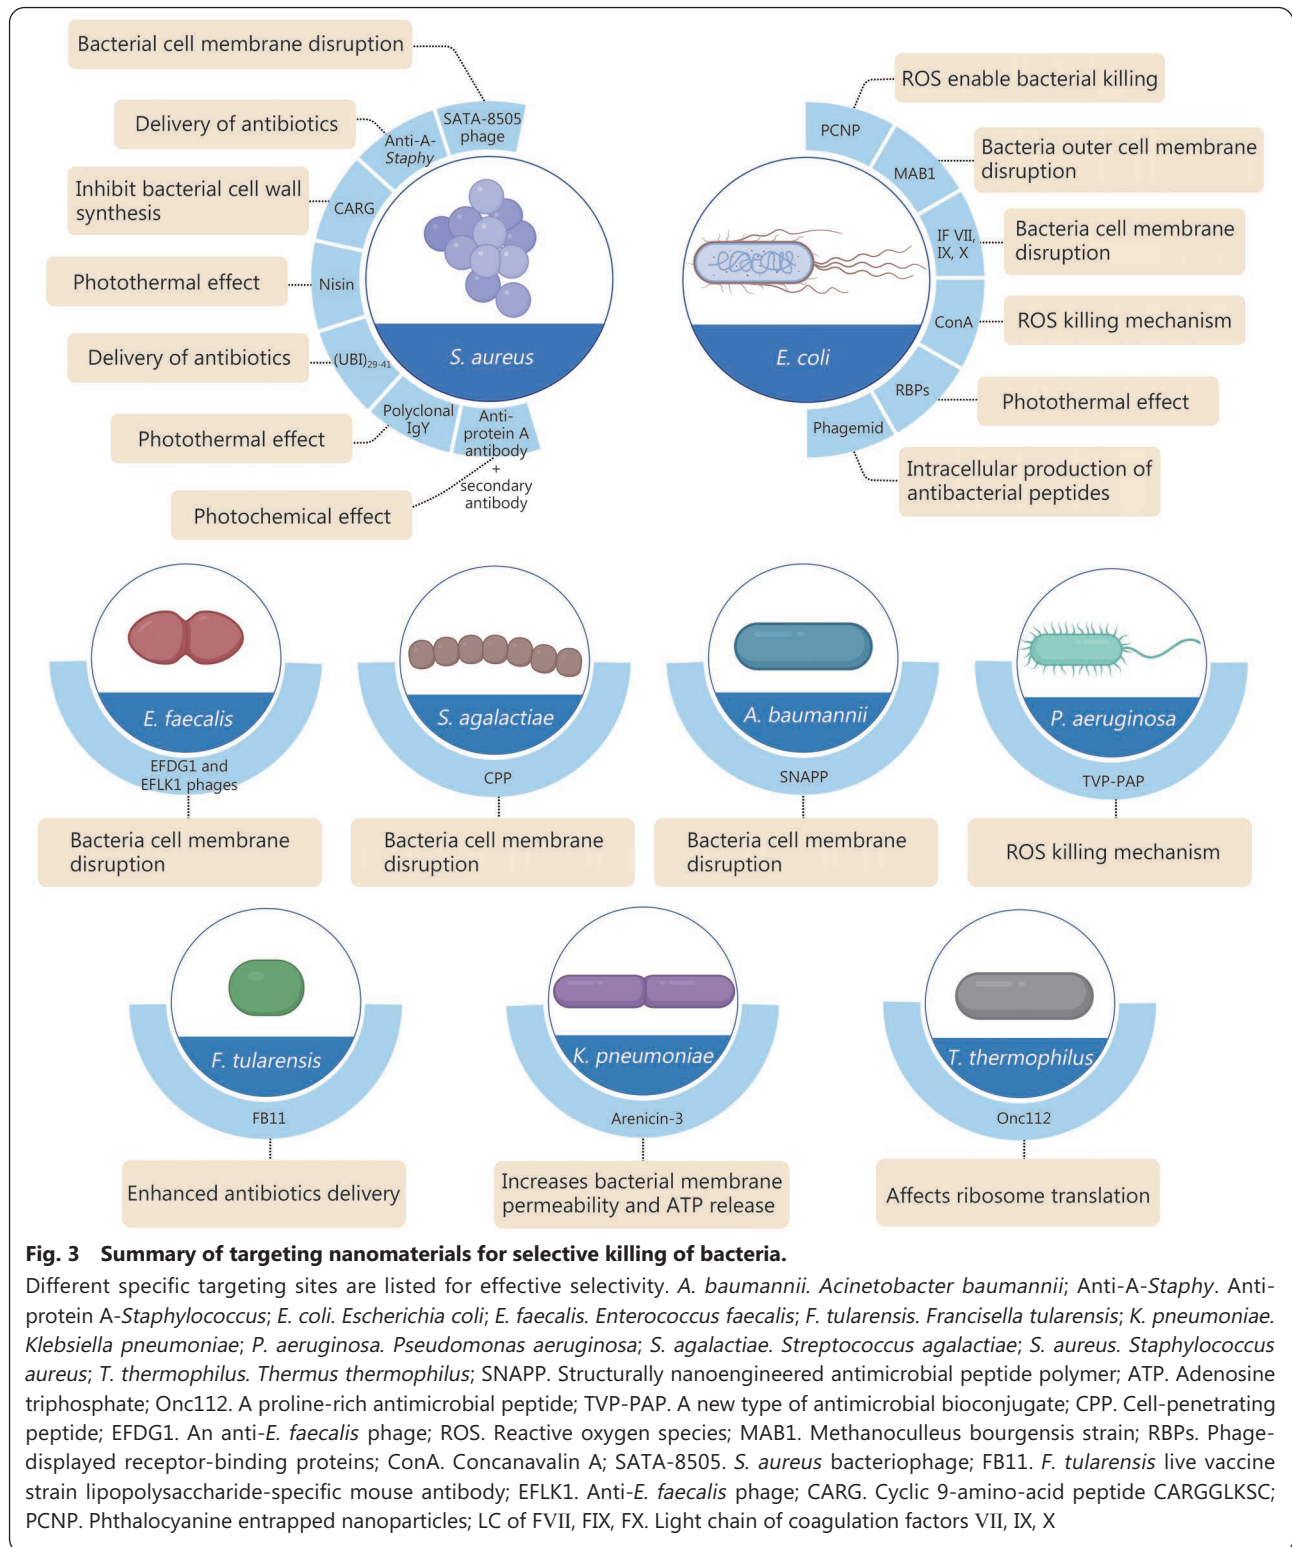 Bacterial cell membrane disruption
SATA-8505
phage
Delivery of antibiotics
Anti-A-
Staphy
Inhibit bacterial cell wall
synthesis
CARG
Photothermal effect
Nisin
Delivery of antibiotics
(UBI)29-41
Photothermal effect
Polyclonal
IgY
Photochemical effect
Anti-
protein A
antibody
+
secondary
antibody
S. aureus
ROS enable bacterial killing
PCNP
Bacteria outer cell membrane
disruption
MAB1
Bacteria cell membrane
disruption
IF VII,
IX, X
ROS killing mechanism
ConA
Photothermal effect
RBPs
Intracellular production of
antibacterial peptides
Phagemid
E. coli
E. faecalis
EFDG1 and
EFLK1 phages
Bacteria cell membrane
disruption
S. agalactiae
CPP
Bacteria cell membrane
disruption
A. baumannii
SNAPP
Bacteria cell membrane
disruption
P. aeruginosa
TVP-PAP
ROS killing mechanism
F. tularensis
FB11
Enhanced antibiotics delivery
K. pneumoniae
Arenicin-3
Increases bacterial membrane
permeability and ATP release
T. thermophilus
Onc112
Affects ribosome translation
Fig. 3 Summary of targeting nanomaterials for selective killing of bacteria.
Different specific targeting sites are listed for effective selectivity. A. baumannii. Acinetobacter baumannii; Anti-A-Staphy. Anti-
protein A-Staphylococcus; E. coli. Escherichia coli; E. faecalis. Enterococcus faecalis; F. tularensis. Francisella tularensis; K. pneumoniae.
Klebsiella pneumoniae; P. aeruginosa. Pseudomonas aeruginosa; S. agalactiae. Streptococcus agalactiae; S. aureus. Staphylococcus
aureus; T. thermophilus. Thermus thermophilus; SNAPP. Structurally nanoengineered antimicrobial peptide polymer; ATP. Adenosine
triphosphate; Onc112. A proline-rich antimicrobial peptide; TVP-PAP. A new type of antimicrobial bioconjugate; CPP. Cell-penetrating
peptide; EFDG1. An anti-E. faecalis phage; ROS. Reactive oxygen species; MAB1. Methanoculleus bourgensis strain; RBPs. Phage-
displayed receptor-binding proteins; ConA. Concanavalin A; SATA-8505. S. aureus bacteriophage; FB11. F. tularensis live vaccine
strain lipopolysaccharide-specific mouse antibody; EFLK1. Anti-E. faecalis phage; CARG. Cyclic 9-amino-acid peptide CARGGLKSC;
PCNP. Phthalocyanine entrapped nanoparticles; LC of FVII, FIX, FX. Light chain of coagulation factors VII, IX, X